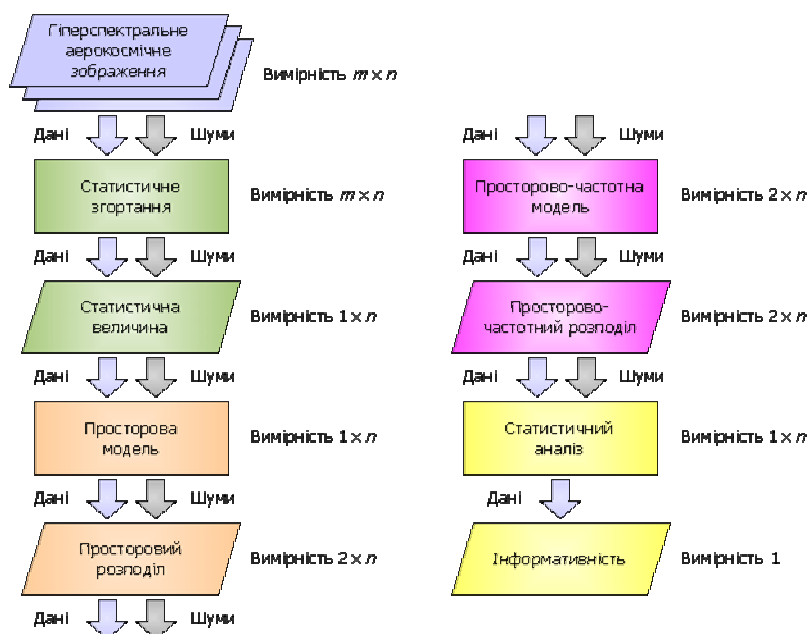 Гіперспектральне
аерокосмічне
зображення
Вимірність m × n
Дані Шуми
Статистичне
згортання
Вимірність m × n
Дані Шуми
Статистична
величина
Вимірність 1 × n
Дані Шуми
Просторова
модель
Вимірність 1 × n
Дані Шуми
Просторовий
розподіл
Вимірність 2 × n
Дані Шуми
Дані Шуми
Просторово-частотна
модель
Вимірність 2 × n
Дані Шуми
Просторово-
частотний розподіл
Вимірність 2 × n
Дані Шуми
Статистичний
аналіз
Вимірність 1 × n
Дані
Інформативність
Вимірність 1